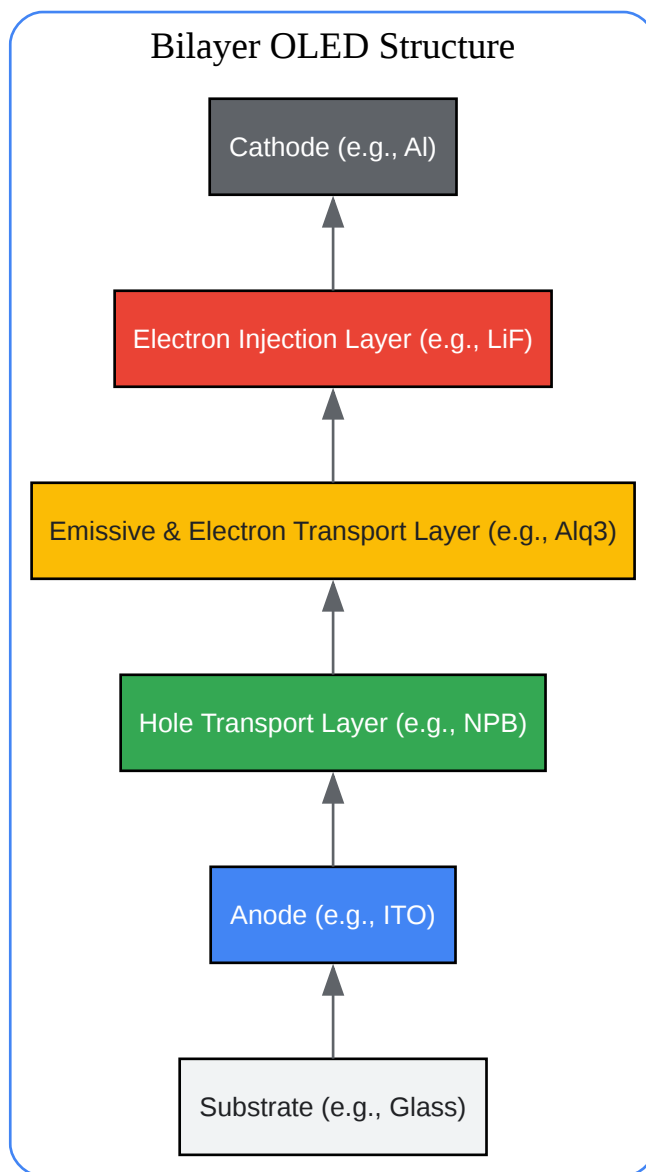 Bilayer OLED Structure
Cathode (e.g., Al)
Electron Injection Layer (e.g., LiF)
Emissive & Electron Transport Layer (e.g., Alq3)
Hole Transport Layer (e.g., NPB)
Anode (e.g., ITO)
Substrate (e.g., Glass)